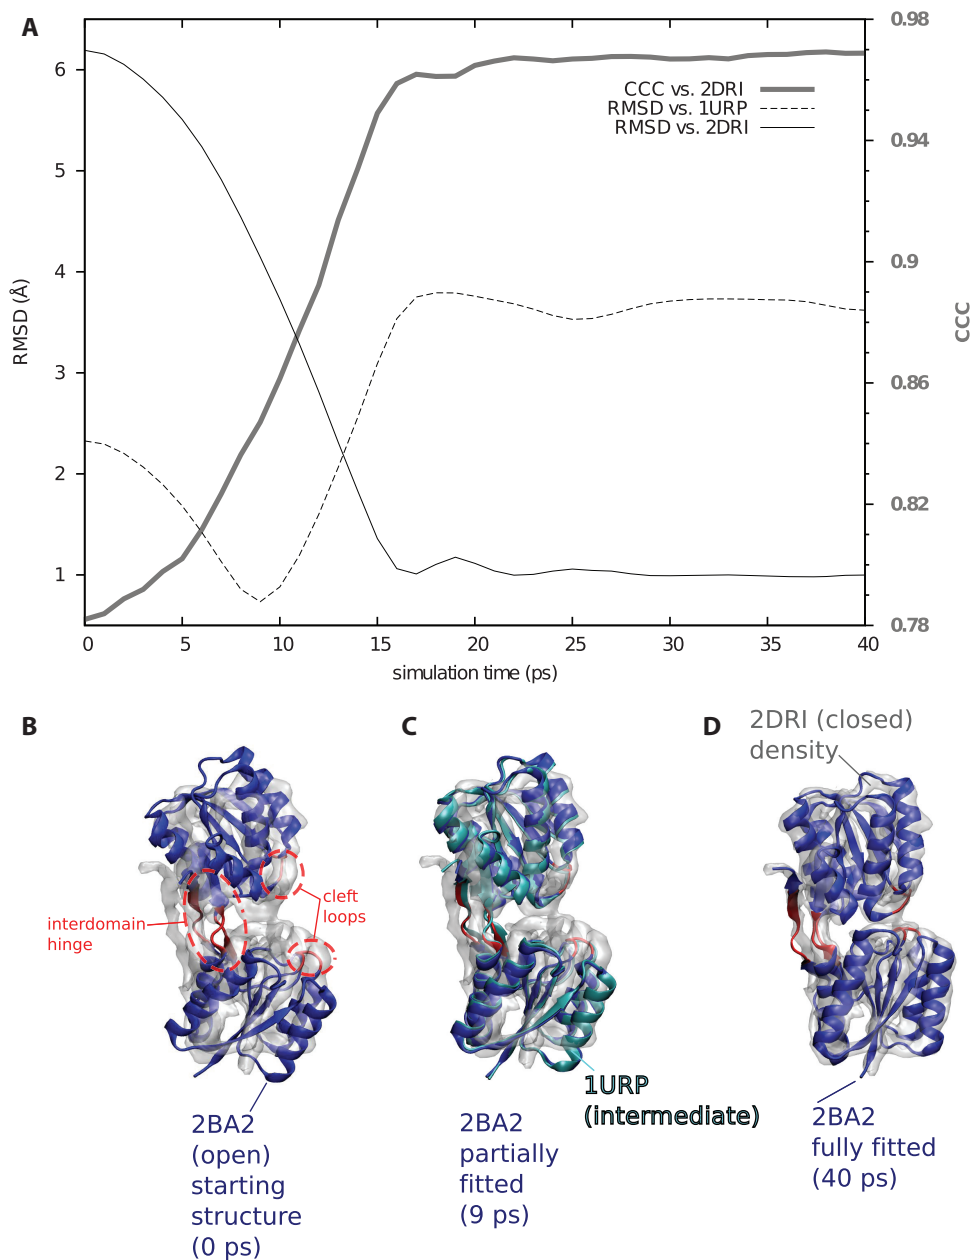 A
6
5
4
3
2
1
RMSD (Å)
0.98
0.94
0.9
0.86
0.82
0.78
CCC
CCC vs. 2DRI
RMSD vs. 1URP
RMSD vs. 2DRI
0 5 10 15 20 25 30 35 40
simulation time (ps)
B
interdomain
hinge
cleft
loops
2BA2
(open)
starting
structure
(0 ps)
C
1URP
(intermediate)
2BA2
partially
fitted
(9 ps)
D
2DRI (closed)
density
2BA2
fully fitted
(40 ps)